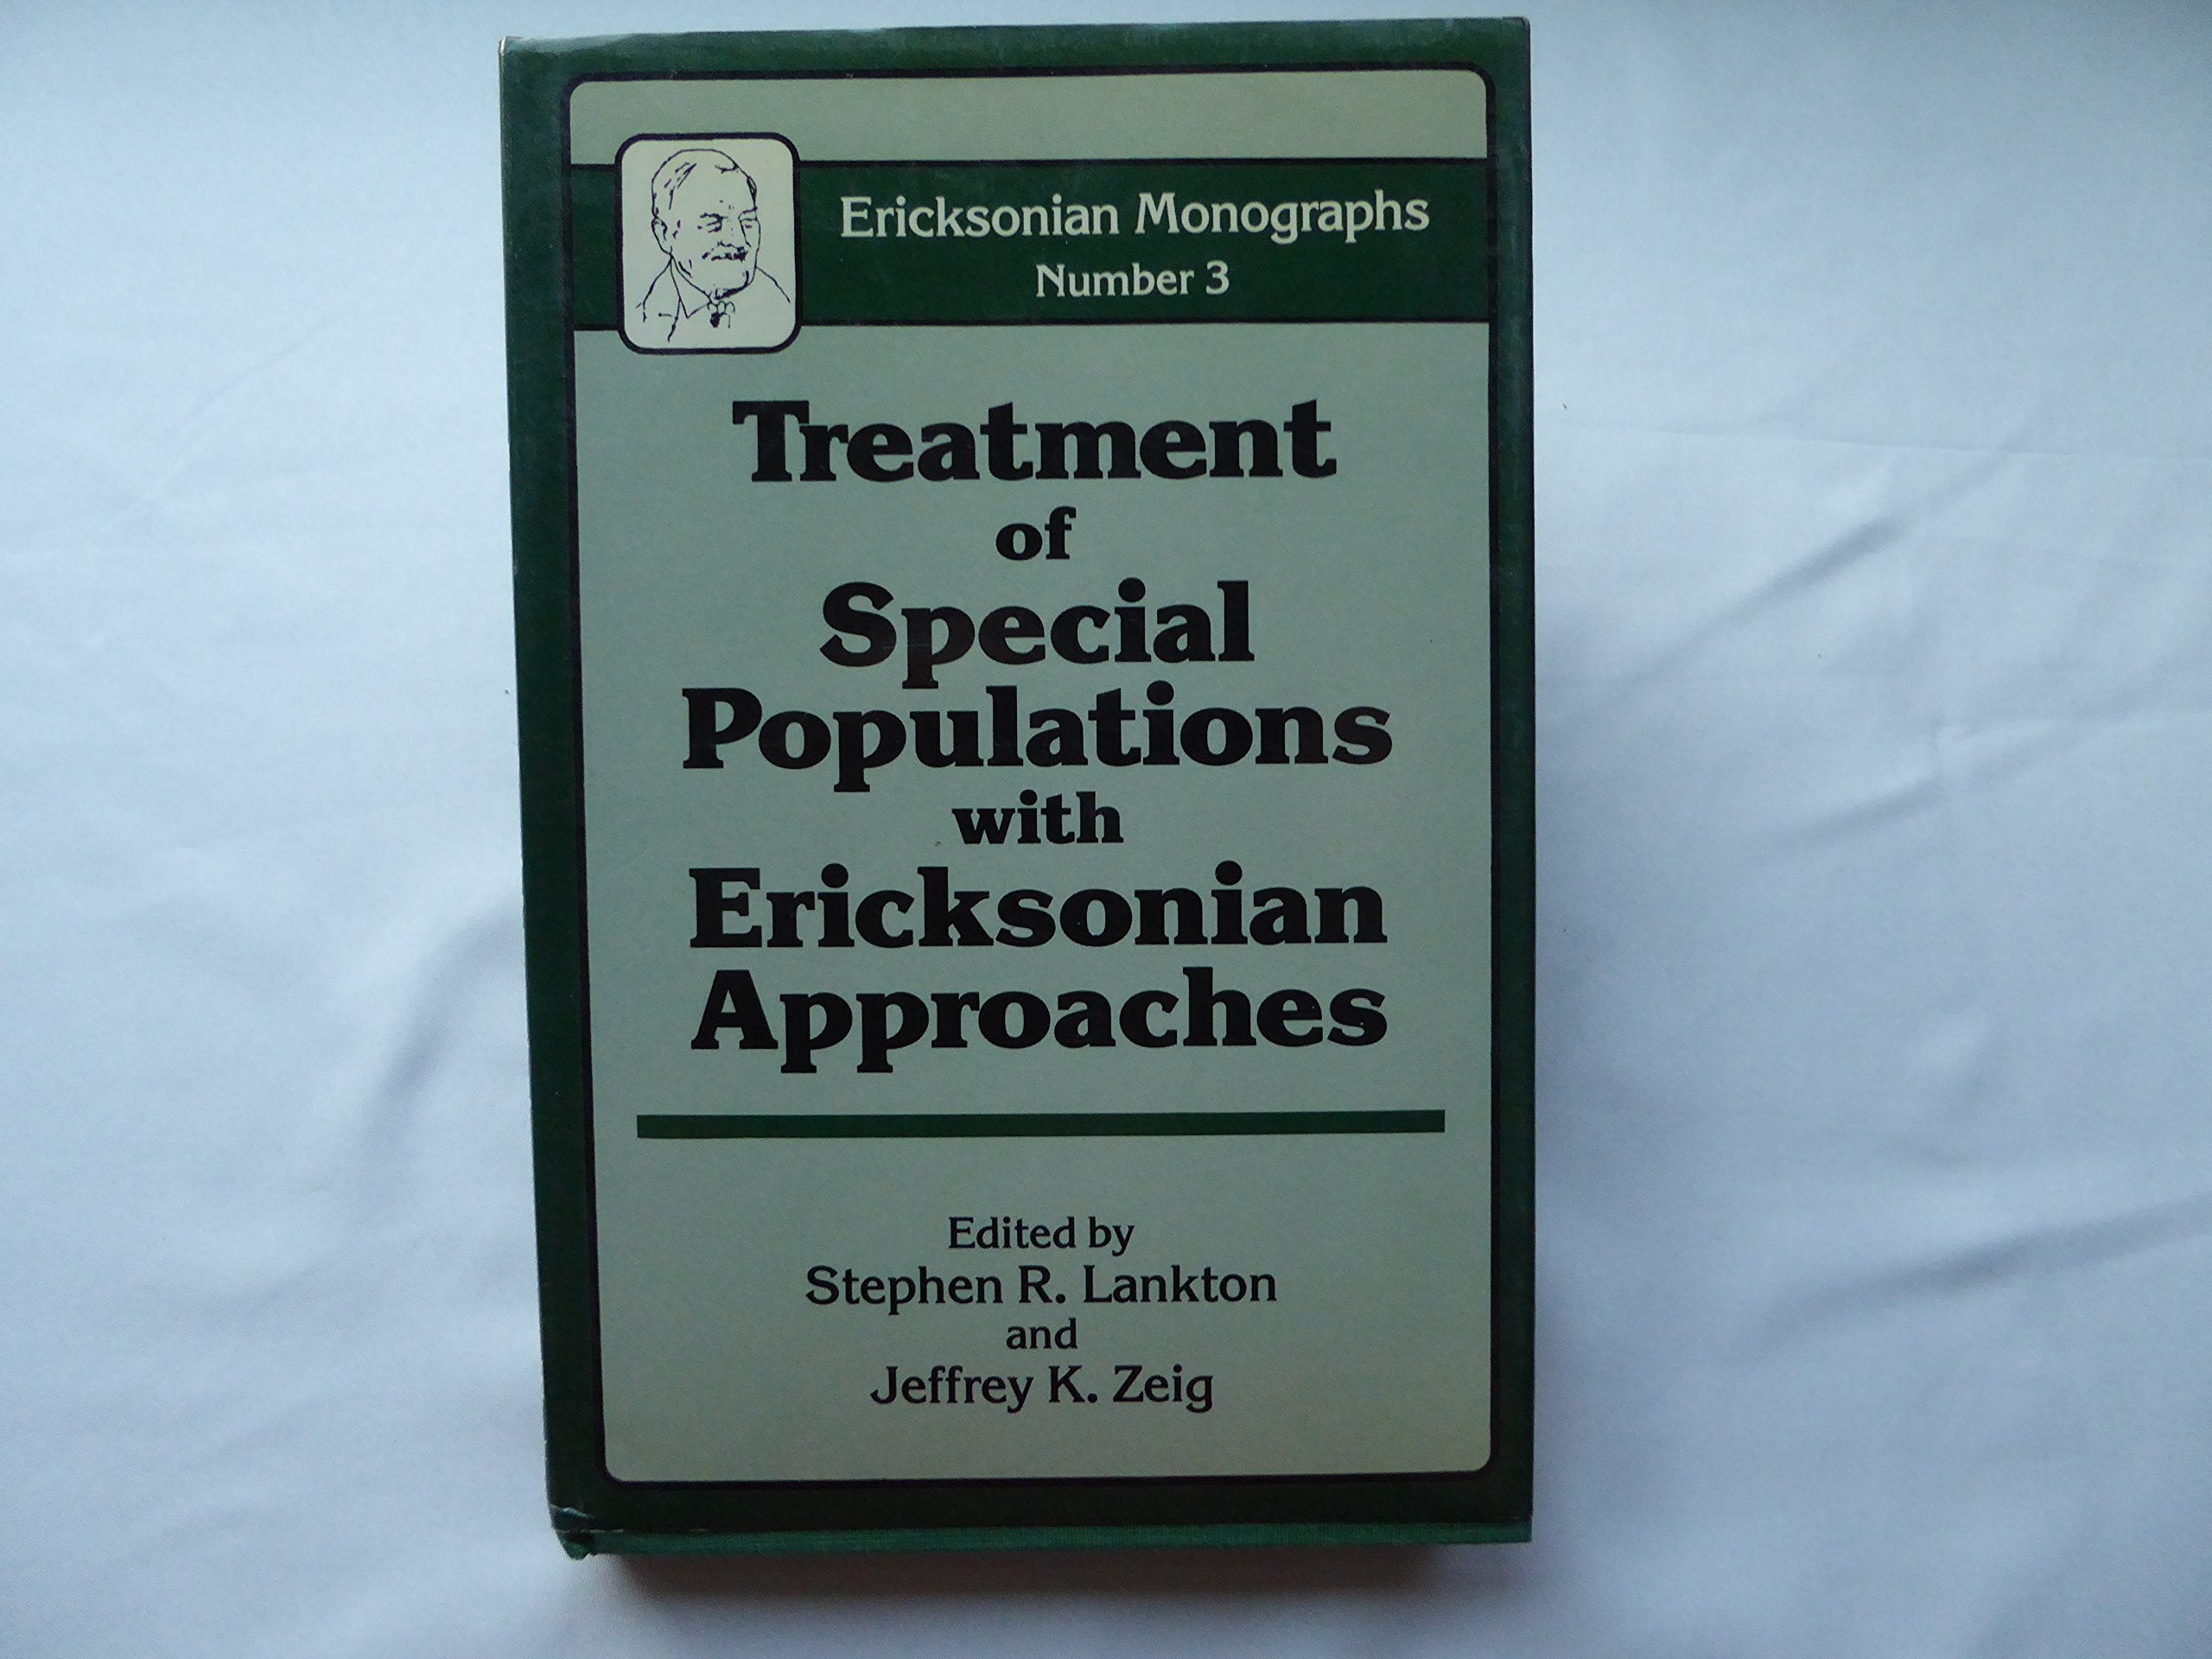 Ericksonian Monographs
Number 3
Treatment
of
Special
Populations
with
Ericksonian
Approaches
Edited by
Stephen R. Lankton
and
Jeffrey K. Zeig